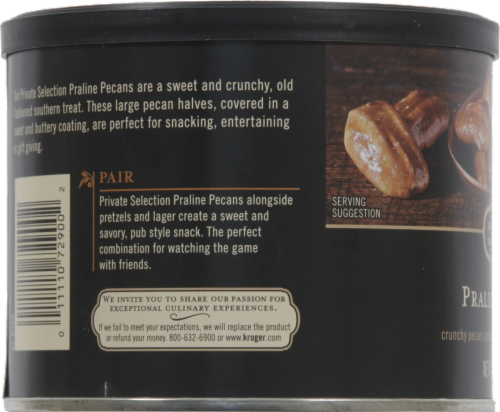 Private Selection Praline Pecans are a sweet and crunchy, old
fashioned southern treat. These large pecan halves, covered in a
sweet and buttery coating, are perfect for snacking, entertaining
or gift giving.
PAIR
Private Selection Praline Pecans alongside
pretzels and lager create a sweet and
savory, pub style snack. The perfect
combination for watching the game
with friends.
0 11110 72900 2
WE INVITE YOU TO SHARE OUR PASSION FOR
EXCEPTIONAL CULINARY EXPERIENCES.
If we fail to meet your expectations, we will replace the product
or refund your money. 800-632-6900 or www.kroger.com
SERVING
SUGGESTION
PRALI
crunchy pecans